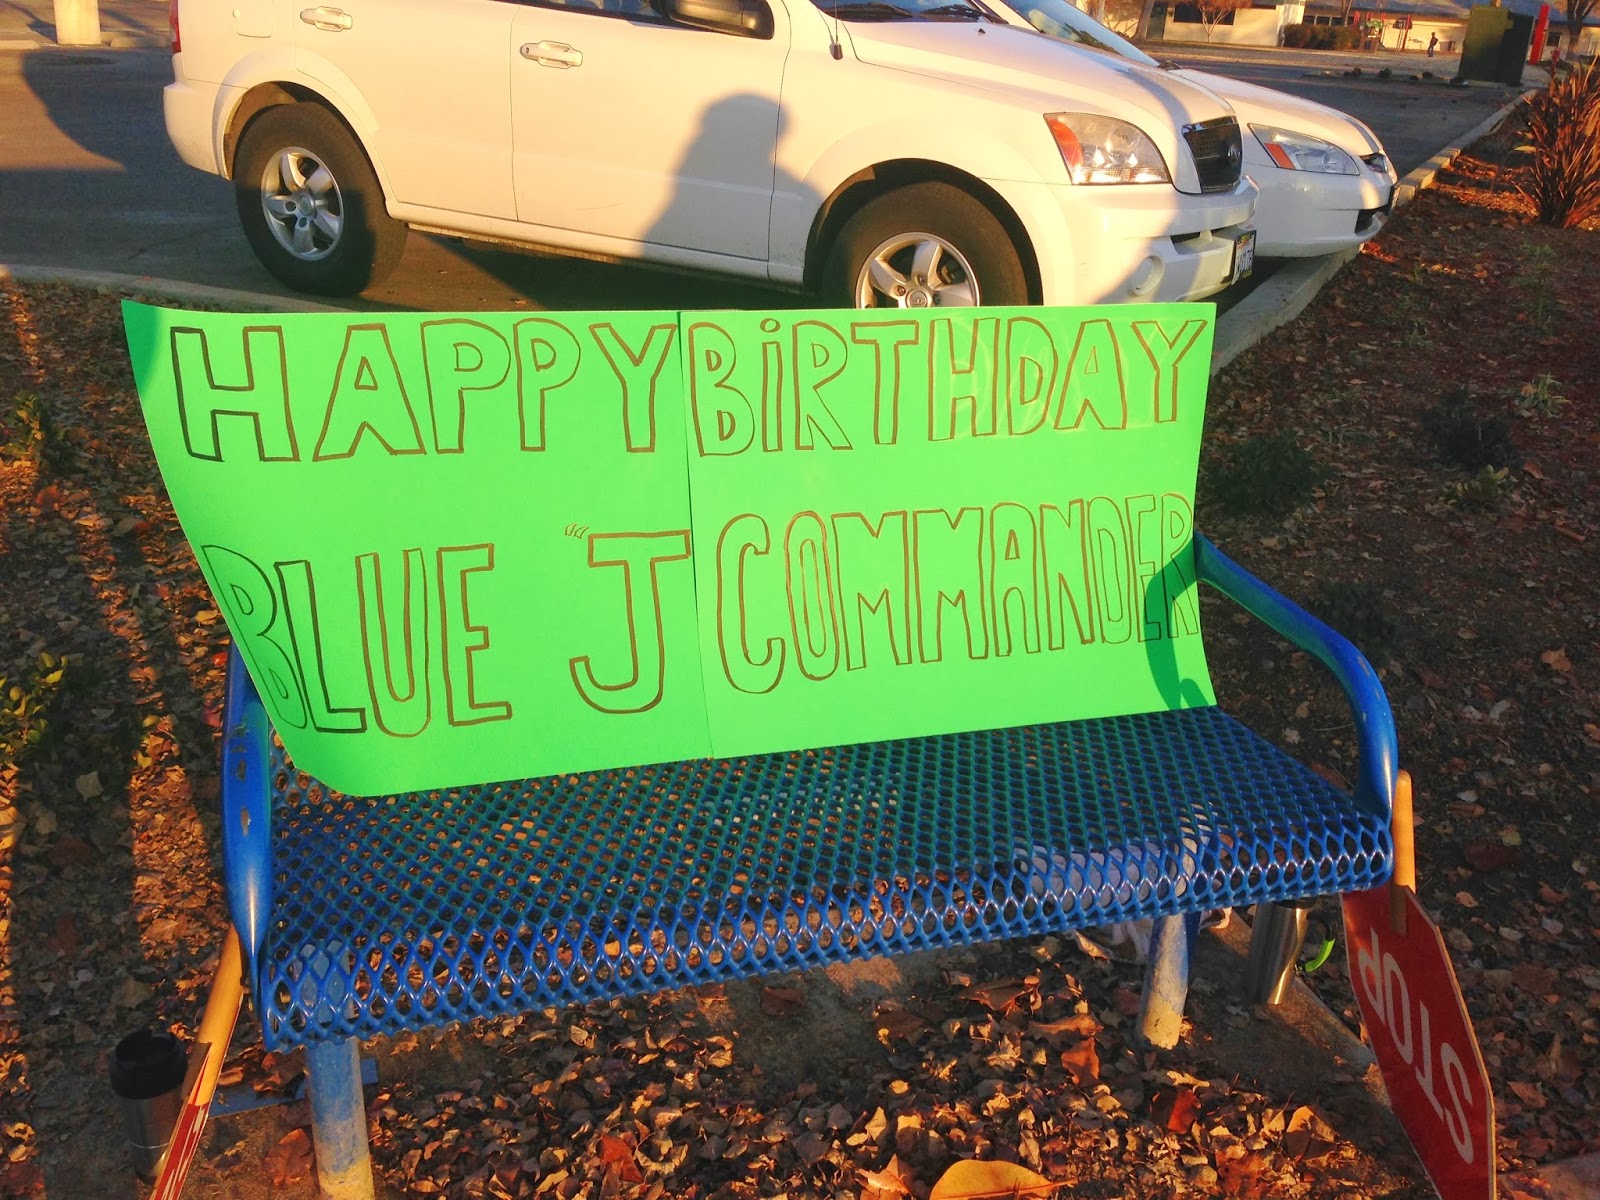 HAPPY BiRTHDAY
BLUE "J COMMANDER
STOP